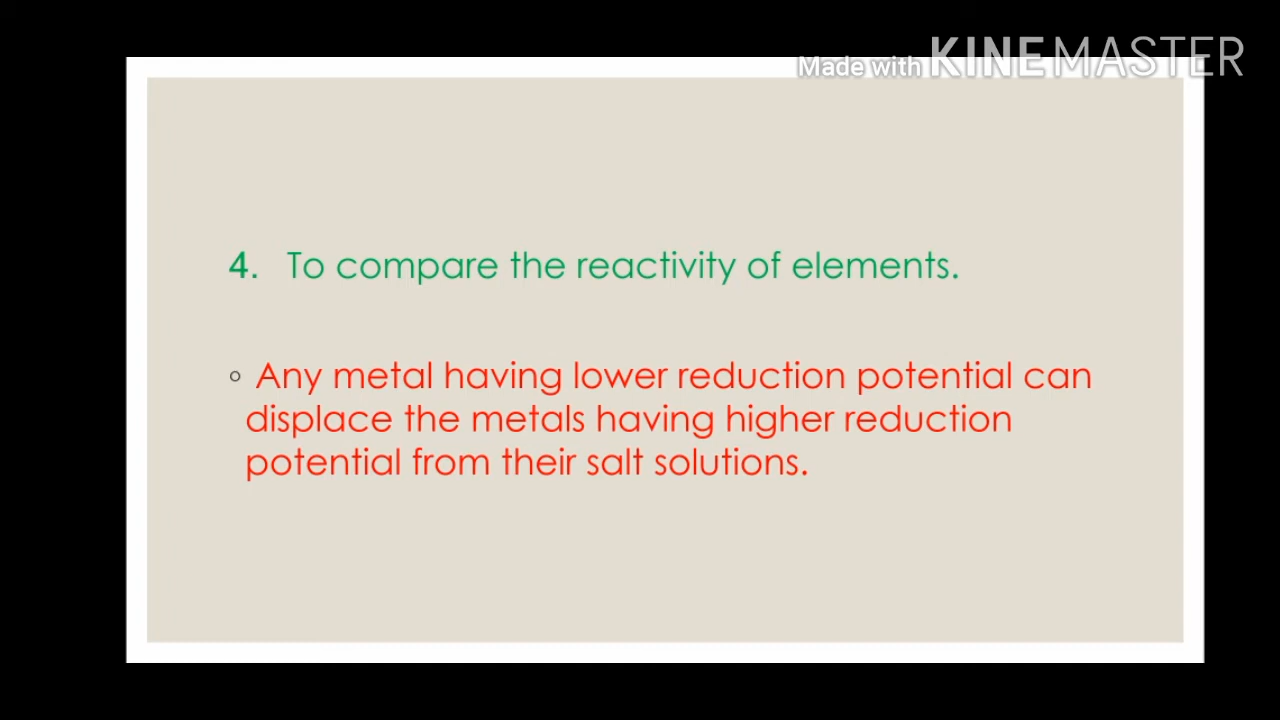 Made with KINEMASTER
4. To compare the reactivity of elements.
◦ Any metal having lower reduction potential can
displace the metals having higher reduction
potential from their salt solutions.